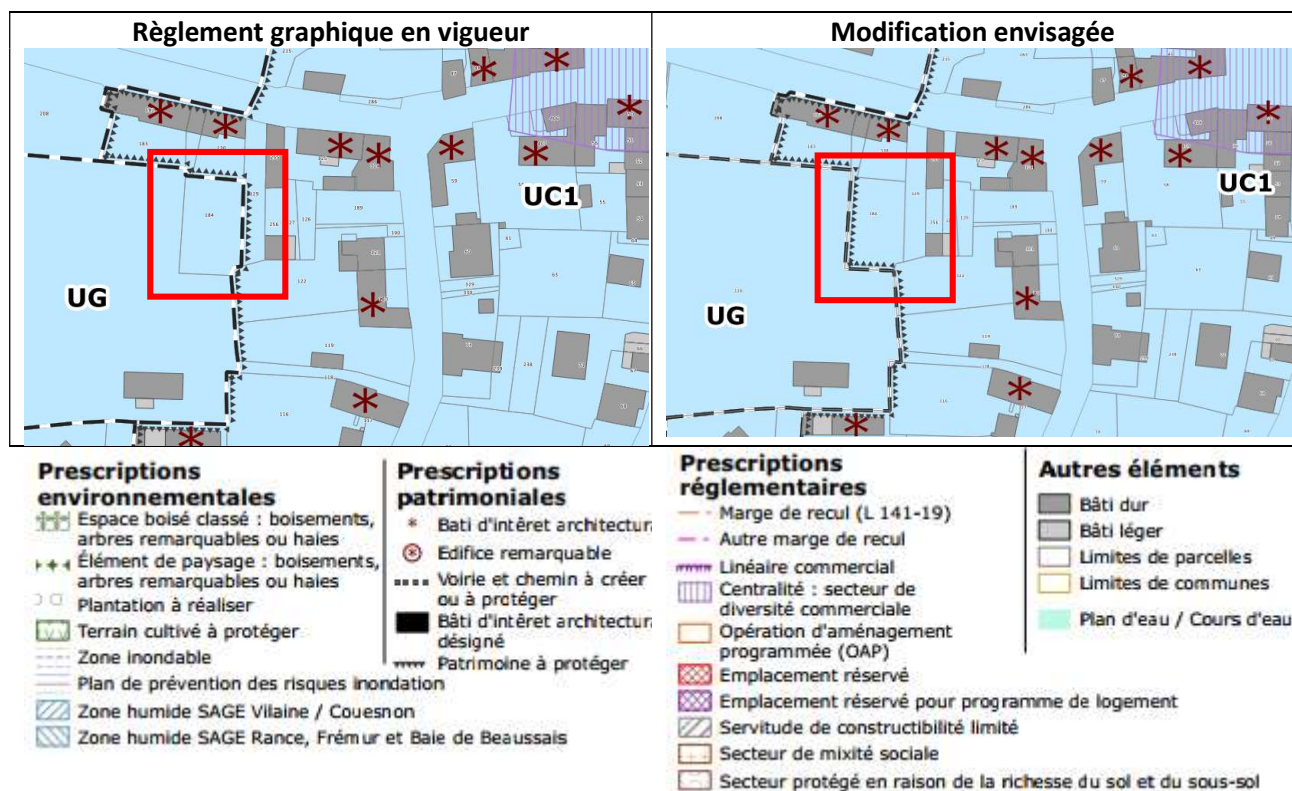 Règlement graphique en vigueur
Modification envisagée
UC1
UG
184
122
189
UC1
UG
Prescriptions
environnementales
Espace boisé classé : boisements,
arbres remarquables ou haies
Élément de paysage : boisements,
arbres remarquables ou haies
Plantation à réaliser
Terrain cultivé à protéger
Zone inondable
Plan de prévention des risques inondation
Zone humide SAGE Vilaine / Couesnon
Zone humide SAGE Rance, Frémur et Baie de Beaussais
Prescriptions
patrimoniales
Bati d'intêret architectura
Edifice remarquable
Voirie et chemin à créer
ou à protéger
Bâti d'intêret architectura
désigné
Patrimoine à protéger
Prescriptions
réglementaires
Marge de recul (L 141-19)
Autre marge de recul
Linéaire commercial
Centralité : secteur de
diversité commerciale
Opération d'aménagement
programmée (OAP)
Emplacement réservé
Emplacement réservé pour programme de logement
Servitude de constructibilité limité
Secteur de mixité sociale
Secteur protégé en raison de la richesse du sol et du sous-sol
Autres éléments
Bâti dur
Bâti léger
Limites de parcelles
Limites de communes
Plan d'eau / Cours d'eau